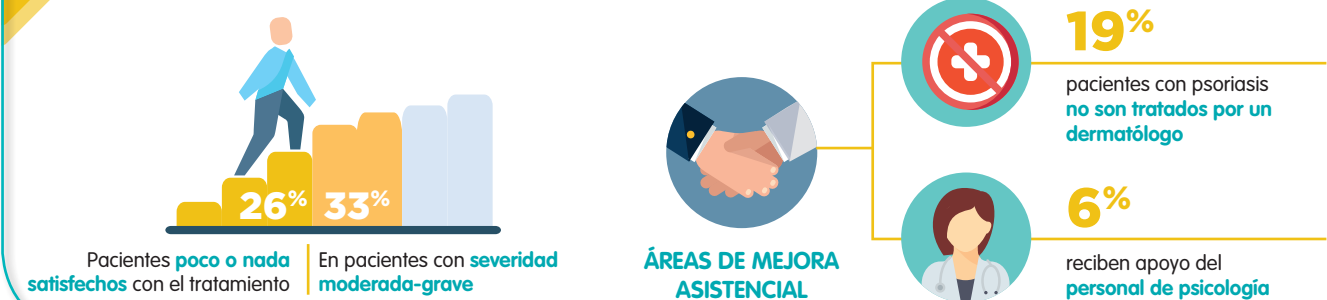 26% 33%
Pacientes poco o nada
satisfechos con el tratamiento
En pacientes con severidad
moderada-grave
ÁREAS DE MEJORA
ASISTENCIAL
19%
pacientes con psoriasis
no son tratados por un
dermatólogo
6%
reciben apoyo del
personal de psicología